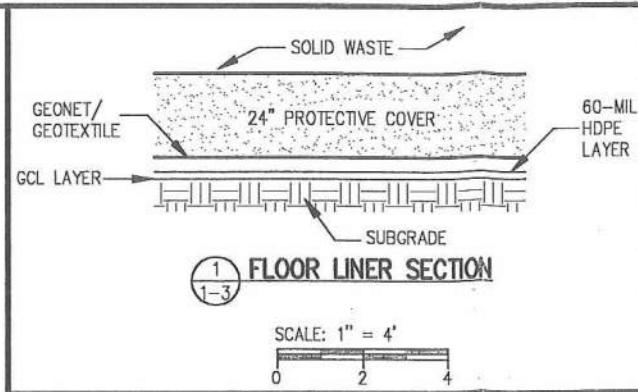 SOLID WASTE
GEONET/
GEOTEXTILE
24" PROTECTIVE COVER
60-MIL
HDPE
LAYER
GCL LAYER
SUBGRADE
1
1-3
FLOOR LINER SECTION
SCALE: 1" = 4'
0 2 4